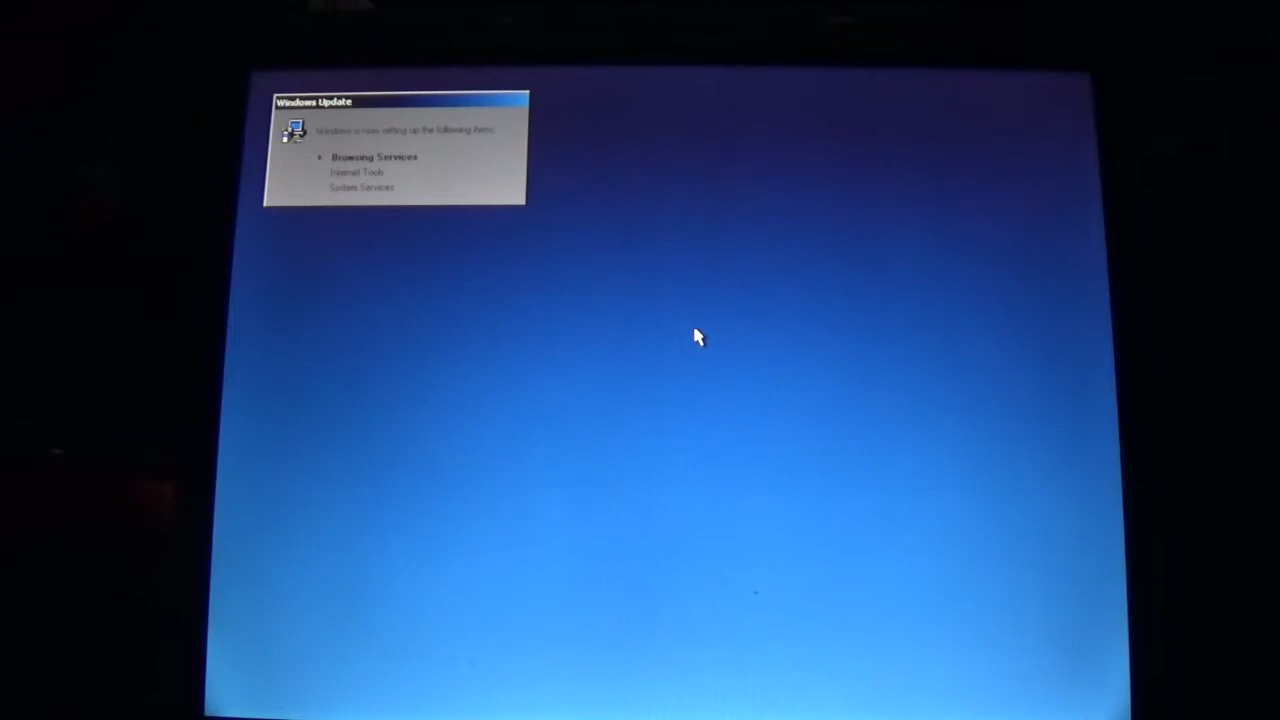 Windows Update
Windows is now setting up the following items:
Browsing Services
Internet Tools
System Services